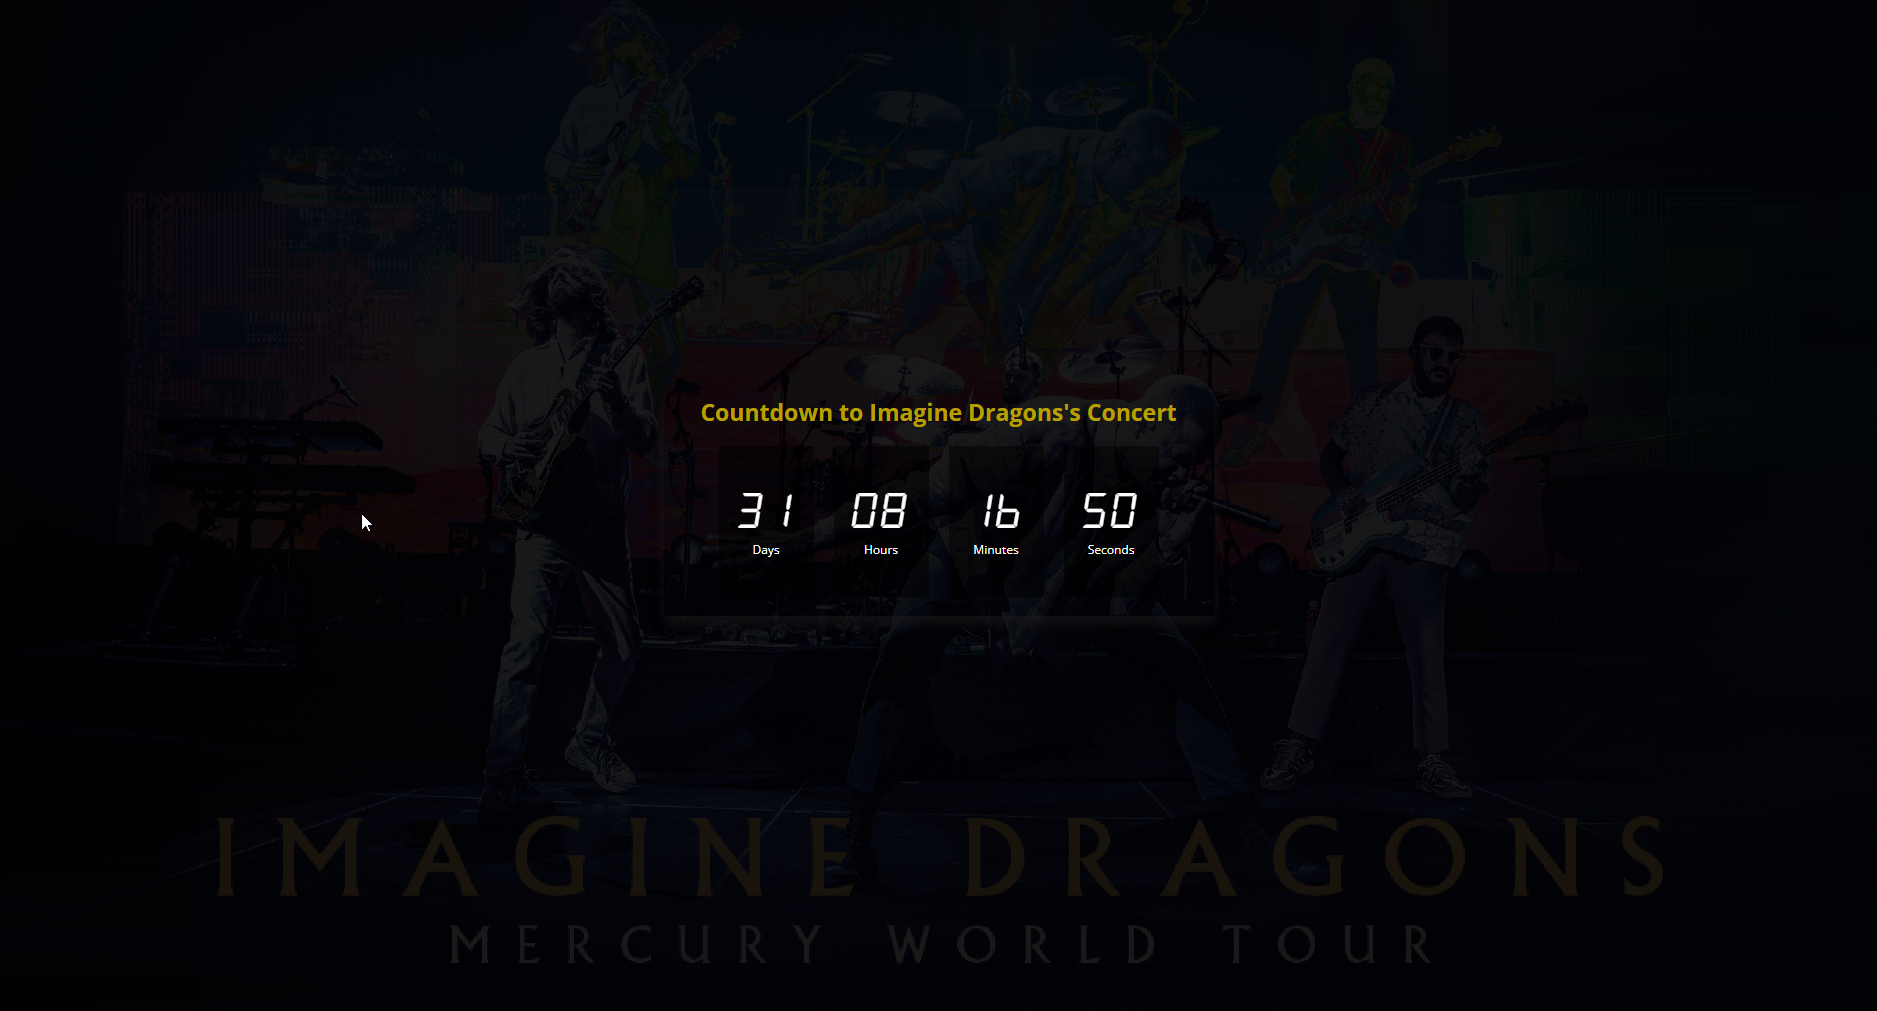 Countdown to Imagine Dragons's Concert
31 08 16 50
Days Hours Minutes Seconds
IMAGINE DRAGONS
MERCURY WORLD TOUR